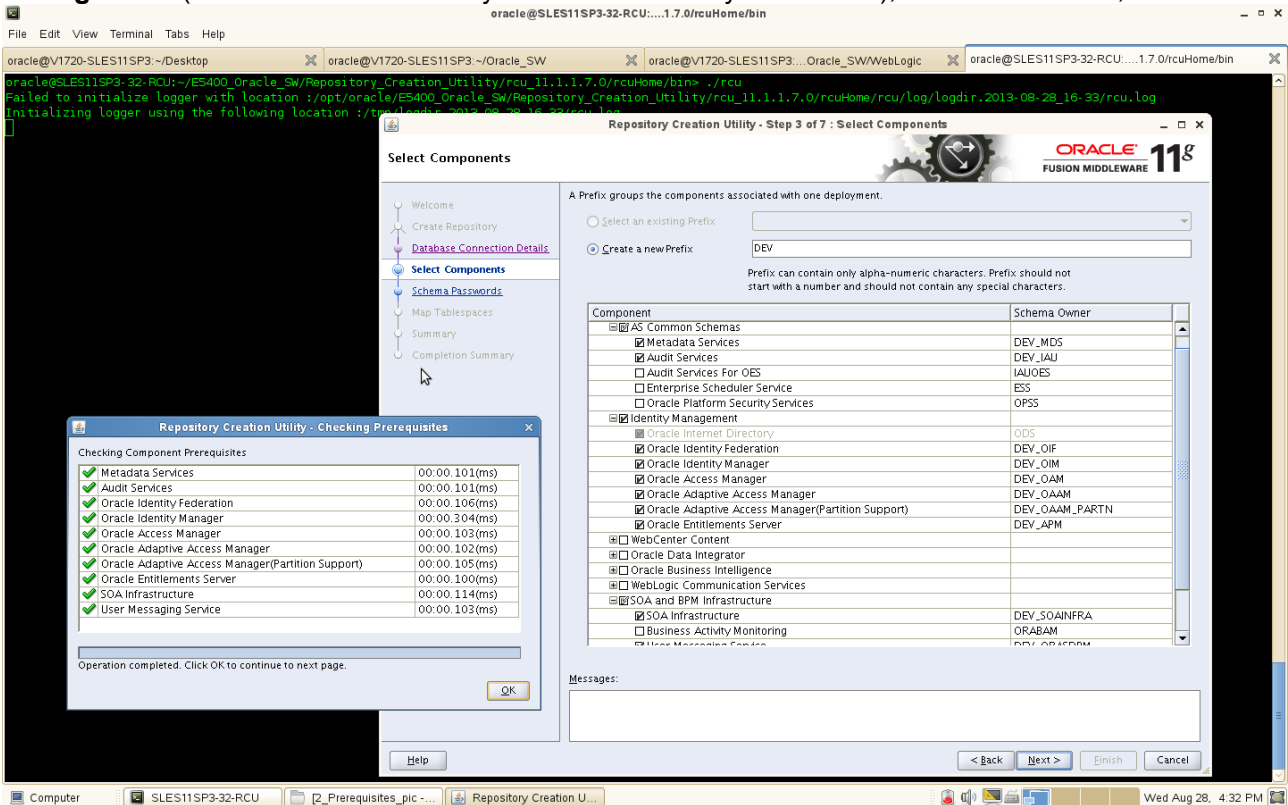 oracle@SLES11SP3-32-RCU:....1.7.0/rcuHome/bin
File Edit View Terminal Tabs Help
oracle@V1720-SLES11SP3:~/Desktop
oracle@V1720-SLES11SP3:~/Oracle_SW
oracle@V1720-SLES11SP3:...Oracle_SW/WebLogic
oracle@SLES11SP3-32-RCU:....1.7.0/rcuHome/bin
oracle@SLES11SP3-32-RCU:~/E5400_Oracle_SW/Repository_Creation_Utility/rcu_11.1.1.7.0/rcuHome/bin> ./rcu
Failed to initialize logger with location :/opt/oracle/E5400_Oracle_SW/Repository_Creation_Utility/rcu_11.1.1.7.0/rcuHome/rcu/log/logdir.2013-08-28_16-33/rcu.log
Initializing logger using the following location :/tmp/logdir.2013-08-28_16-33/rcu.log
Repository Creation Utility - Step 3 of 7 : Select Components
Select Components
ORACLE
FUSION MIDDLEWARE
11g
Welcome
Create Repository
Database Connection Details
Select Components
Schema Passwords
Map Tablespaces
Summary
Completion Summary
A Prefix groups the components associated with one deployment.
Select an existing Prefix
Create a new Prefix
DEV
Prefix can contain only alpha-numeric characters. Prefix should not
start with a number and should not contain any special characters.
Component Schema Owner
AS Common Schemas
Metadata Services DEV_MDS
Audit Services DEV_IAU
Audit Services For OES IAUOES
Enterprise Scheduler Service ESS
Oracle Platform Security Services OPSS
Identity Management
Oracle Internet Directory ODS
Oracle Identity Federation DEV_OIF
Oracle Identity Manager DEV_OIM
Oracle Access Manager DEV_OAM
Oracle Adaptive Access Manager DEV_OAAM
Oracle Adaptive Access Manager(Partition Support) DEV_OAAM_PARTN
Oracle Entitlements Server DEV_APM
WebCenter Content
Oracle Data Integrator
Oracle Business Intelligence
WebLogic Communication Services
SOA and BPM Infrastructure
SOA Infrastructure DEV_SOAINFRA
Business Activity Monitoring ORABAM
User Messaging Service DEV_ORASDPM
Messages:
Help
< Back
Next >
Finish
Cancel
Repository Creation Utility - Checking Prerequisites
Checking Component Prerequisites
Metadata Services 00:00.101(ms)
Audit Services 00:00.101(ms)
Oracle Identity Federation 00:00.106(ms)
Oracle Identity Manager 00:00.304(ms)
Oracle Access Manager 00:00.103(ms)
Oracle Adaptive Access Manager 00:00.102(ms)
Oracle Adaptive Access Manager(Partition Support) 00:00.105(ms)
Oracle Entitlements Server 00:00.100(ms)
SOA Infrastructure 00:00.114(ms)
User Messaging Service 00:00.103(ms)
Operation completed. Click OK to continue to next page.
OK
Computer
SLES11SP3-32-RCU
[2_Prerequisites_pic -...
Repository Creation U...
Wed Aug 28, 4:32 PM